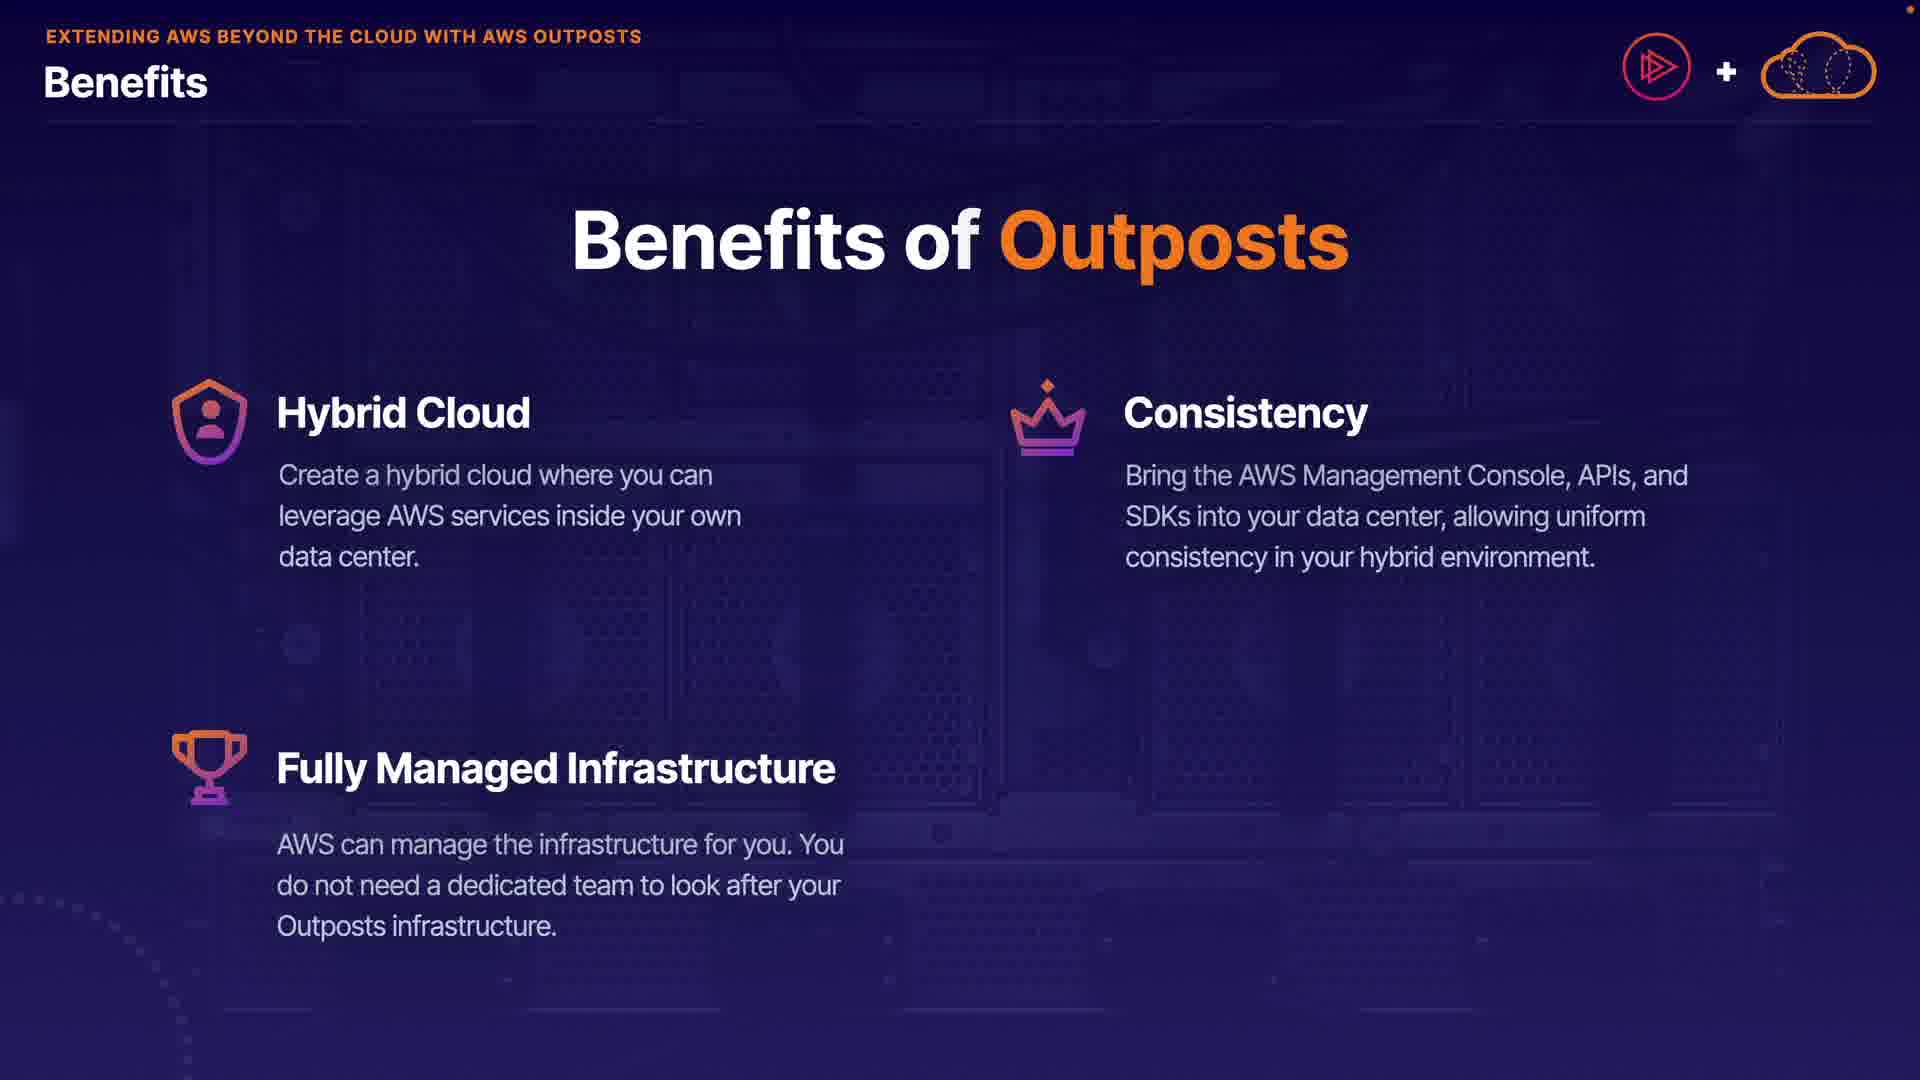 EXTENDING AWS BEYOND THE CLOUD WITH AWS OUTPOSTS
Benefits
Benefits of Outposts
Hybrid Cloud
Create a hybrid cloud where you can
leverage AWS services inside your own
data center.
Consistency
Bring the AWS Management Console, APIs, and
SDKs into your data center, allowing uniform
consistency in your hybrid environment.
Fully Managed Infrastructure
AWS can manage the infrastructure for you. You
do not need a dedicated team to look after your
Outposts infrastructure.